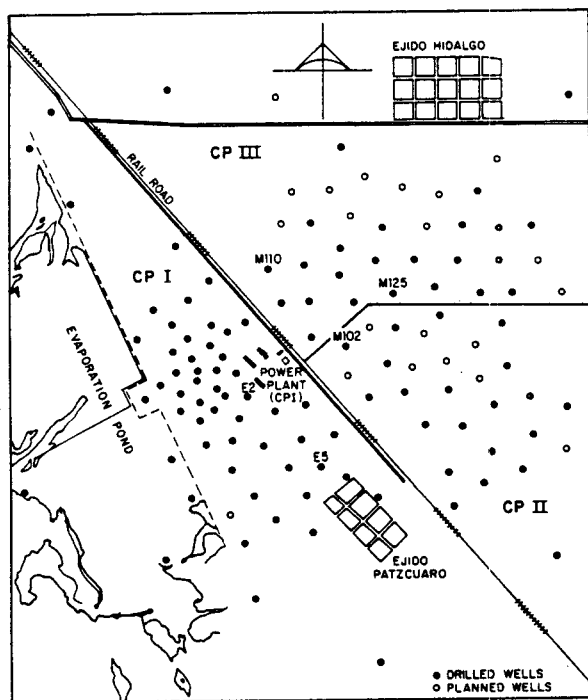 EJIDO HIDALGO
CP III
RAIL ROAD
M110
CP I
M125
M102
EVAPORATION POND
POWER
PLANT
(CPI)
E2
E5
CP II
EJIDO
PATZCUARO
DRILLED WELLS
PLANNED WELLS